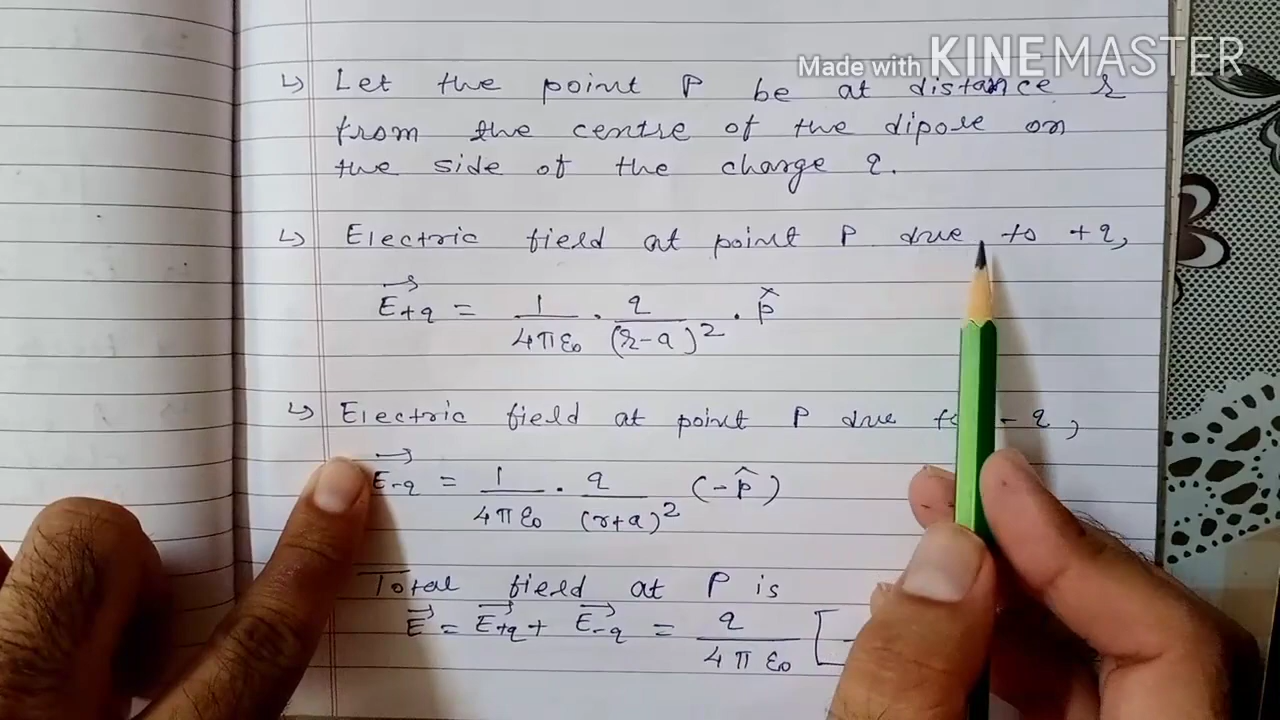 Made with KINEMASTER
↳ Let the point P be at distance r
from the centre of the dipole on
the side of the charge q.
↳ Electric field at point P due to +q,
E⃗+q = 1/4πε₀ · q/(r-a)² · p̂
↳ Electric field at point P due -q,
E⃗-q = 1/4πε₀ · q/(r+a)² (-p̂)
Total field at P is
E⃗ = E⃗+q + E⃗-q = q/4πε₀ [